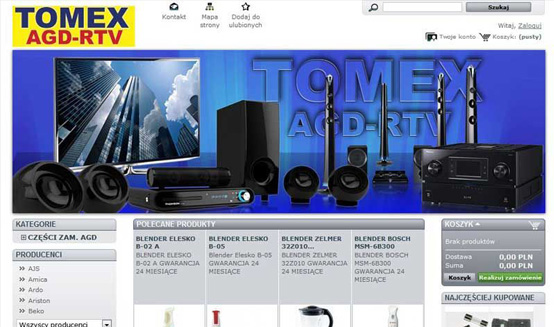 TOMEX
AGD-RTV
Kontakt
Mapa strony
Dodaj do ulubionych
Szukaj
Witaj, Zaloguj
Twoje konto
Koszyk: (pusty)
TOMEX
AGD-RTV
KATEGORIE
CZĘŚCI ZAM. AGD
PRODUCENCI
AJS
Amica
Ardo
Ariston
Beko
Wszyscy producenci
POLECANE PRODUKTY
BLENDER ELESKO B-02 A
BLENDER ELESKO B-02 A GWARANCJA 24 MIESIĄCE
BLENDER ELESKO B-05
Blender Elesko B-05 GWARANCJA 24 MIESIĄCE
BLENDER ZELMER 32Z010...
BLENDER ZELMER 32Z010 GWARANCJA 24 MIESIĄCE
BLENDER BOSCH MSM-6B300
BLENDER BOSCH MSM-6B300 GWARANCJA 24 MIESIĄCE
KOSZYK
Brak produktów
Dostawa 0,00 PLN
Suma 0,00 PLN
Koszyk
Realizuj zamówienie
NAJCZĘŚCIEJ KUPOWANE